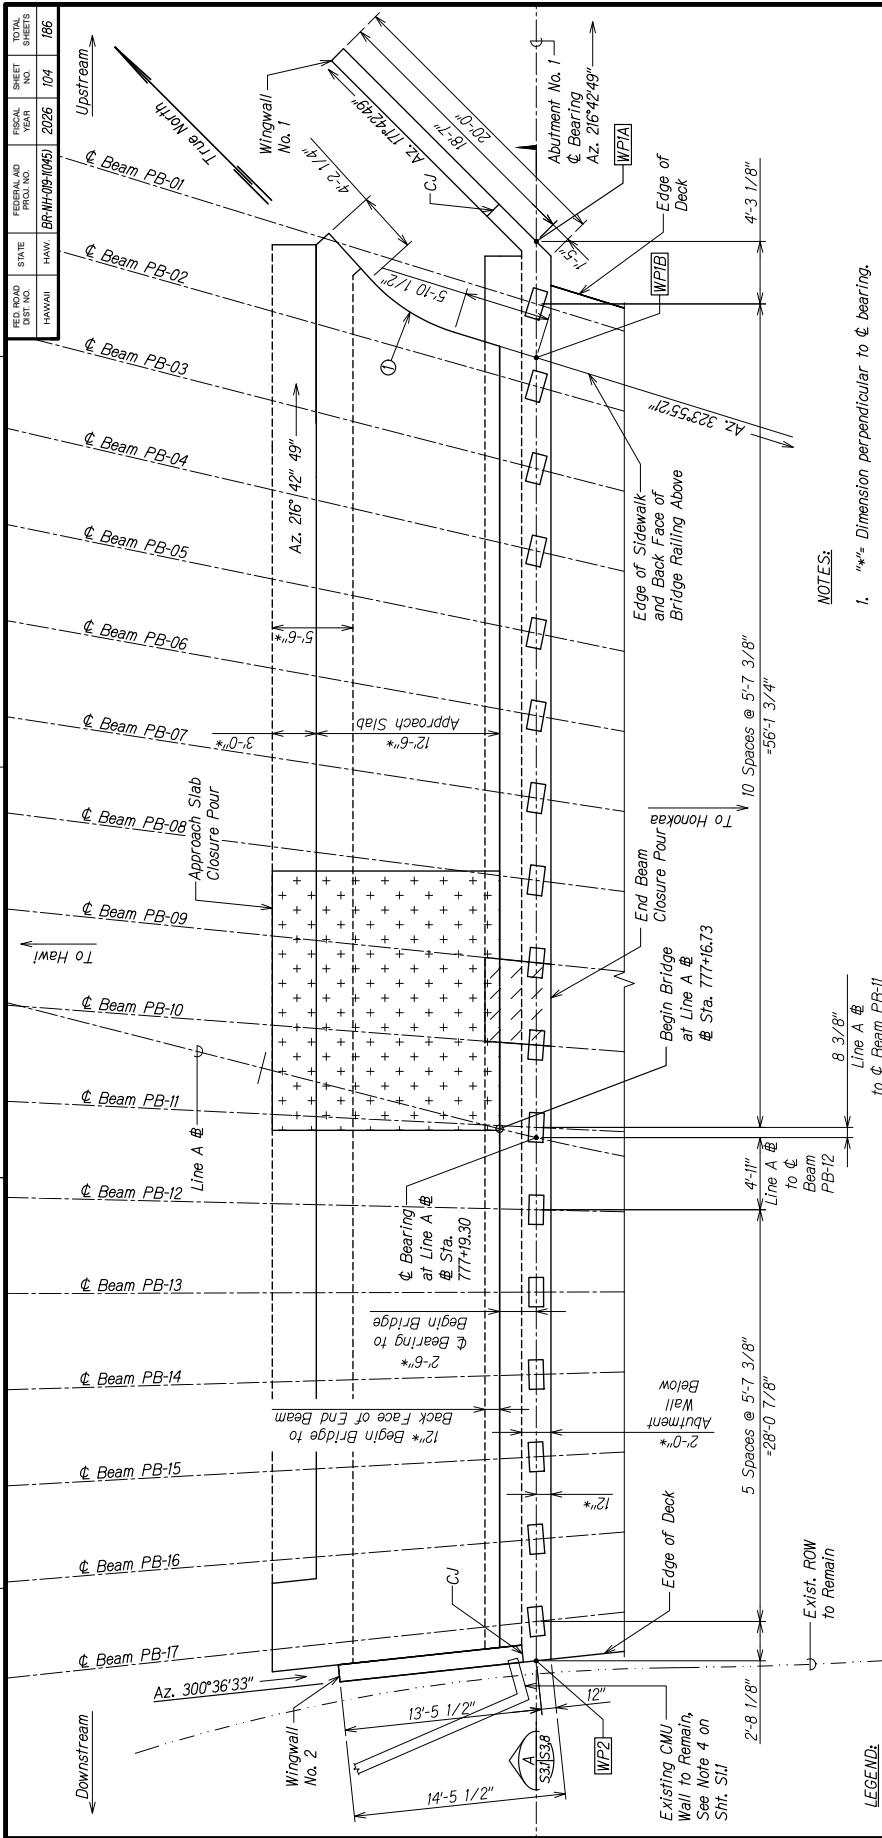 FED. ROAD DIST. NO.
STATE
FEDERAL AID PROJ. NO.
FISCAL YEAR
SHEET NO.
TOTAL SHEETS
HAWAII
HAW.
BR-NH-019-1(045)
2026
104
186
Upstream
True North
Wingwall
No. 1
Az. 171°42'49"
18'-7"
20'-0"
4'-2 1/4"
CJ
5'-10 1/2"
1'-5"
1
Abutment No. 1
℄ Bearing
Az. 216°42'49"
WP1A
WP1B
Edge of
Deck
4'-3 1/8"
℄ Beam PB-01
℄ Beam PB-02
℄ Beam PB-03
℄ Beam PB-04
℄ Beam PB-05
℄ Beam PB-06
℄ Beam PB-07
℄ Beam PB-08
℄ Beam PB-09
℄ Beam PB-10
℄ Beam PB-11
℄ Beam PB-12
℄ Beam PB-13
℄ Beam PB-14
℄ Beam PB-15
℄ Beam PB-16
℄ Beam PB-17
Az. 216° 42' 49"
Az. 323°55'21"
Edge of Sidewalk
and Back Face of
Bridge Railing Above
5'-6"*
3'-0"*
12'-6"*
Approach Slab
Approach Slab
Closure Pour
To Hawi
To Honokaa
10 Spaces @ 5'-7 3/8"
=56'-1 3/4"
End Beam
Closure Pour
Begin Bridge
at Line A ⅊
⅊ Sta. 777+16.73
8 3/8"
Line A ⅊
to ℄ Beam PB-11
Line A ⅊
4'-11"
Line A ⅊
to ℄
Beam
PB-12
℄ Bearing
at Line A ⅊
⅊ Sta.
777+19.30
2'-6"*
℄ Bearing to
Begin Bridge
12"* Begin Bridge to
Back Face of End Beam
2'-0"*
Abutment
Wall
Below
12"*
5 Spaces @ 5'-7 3/8"
=28'-0 7/8"
CJ
Edge of Deck
Exist. ROW
to Remain
Downstream
Az. 300°36'33"
Wingwall
No. 2
13'-5 1/2"
14'-5 1/2"
12"
A
S3.1 S3.8
WP2
Existing CMU
Wall to Remain,
See Note 4 on
Sht. S1.1
2'-8 1/8"
NOTES:
1. "*"= Dimension perpendicular to ℄ bearing.
LEGEND: